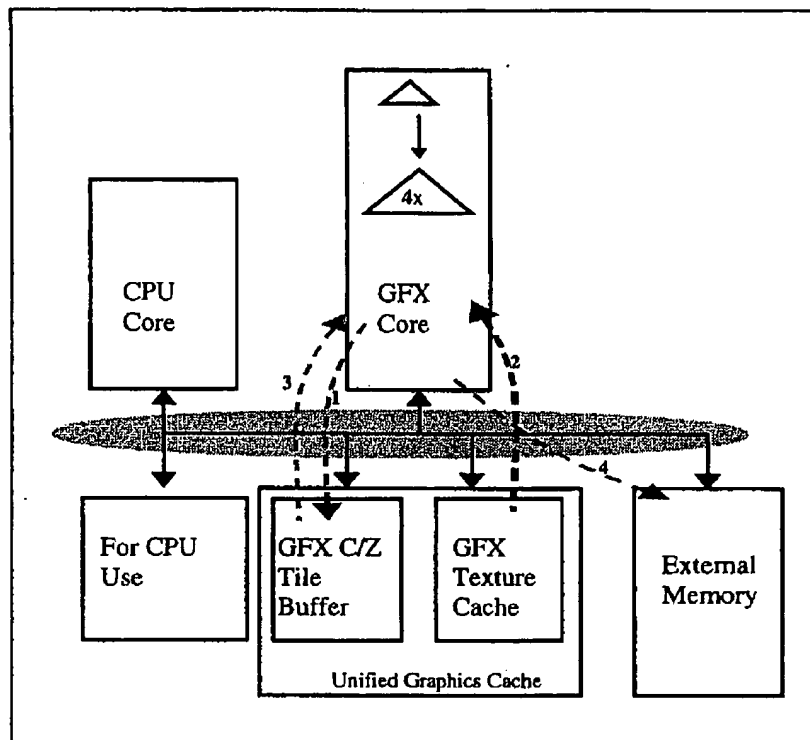 4x
CPU
Core
GFX
Core
3
1
2
4
For CPU
Use
GFX C/Z
Tile
Buffer
GFX
Texture
Cache
External
Memory
Unified Graphics Cache